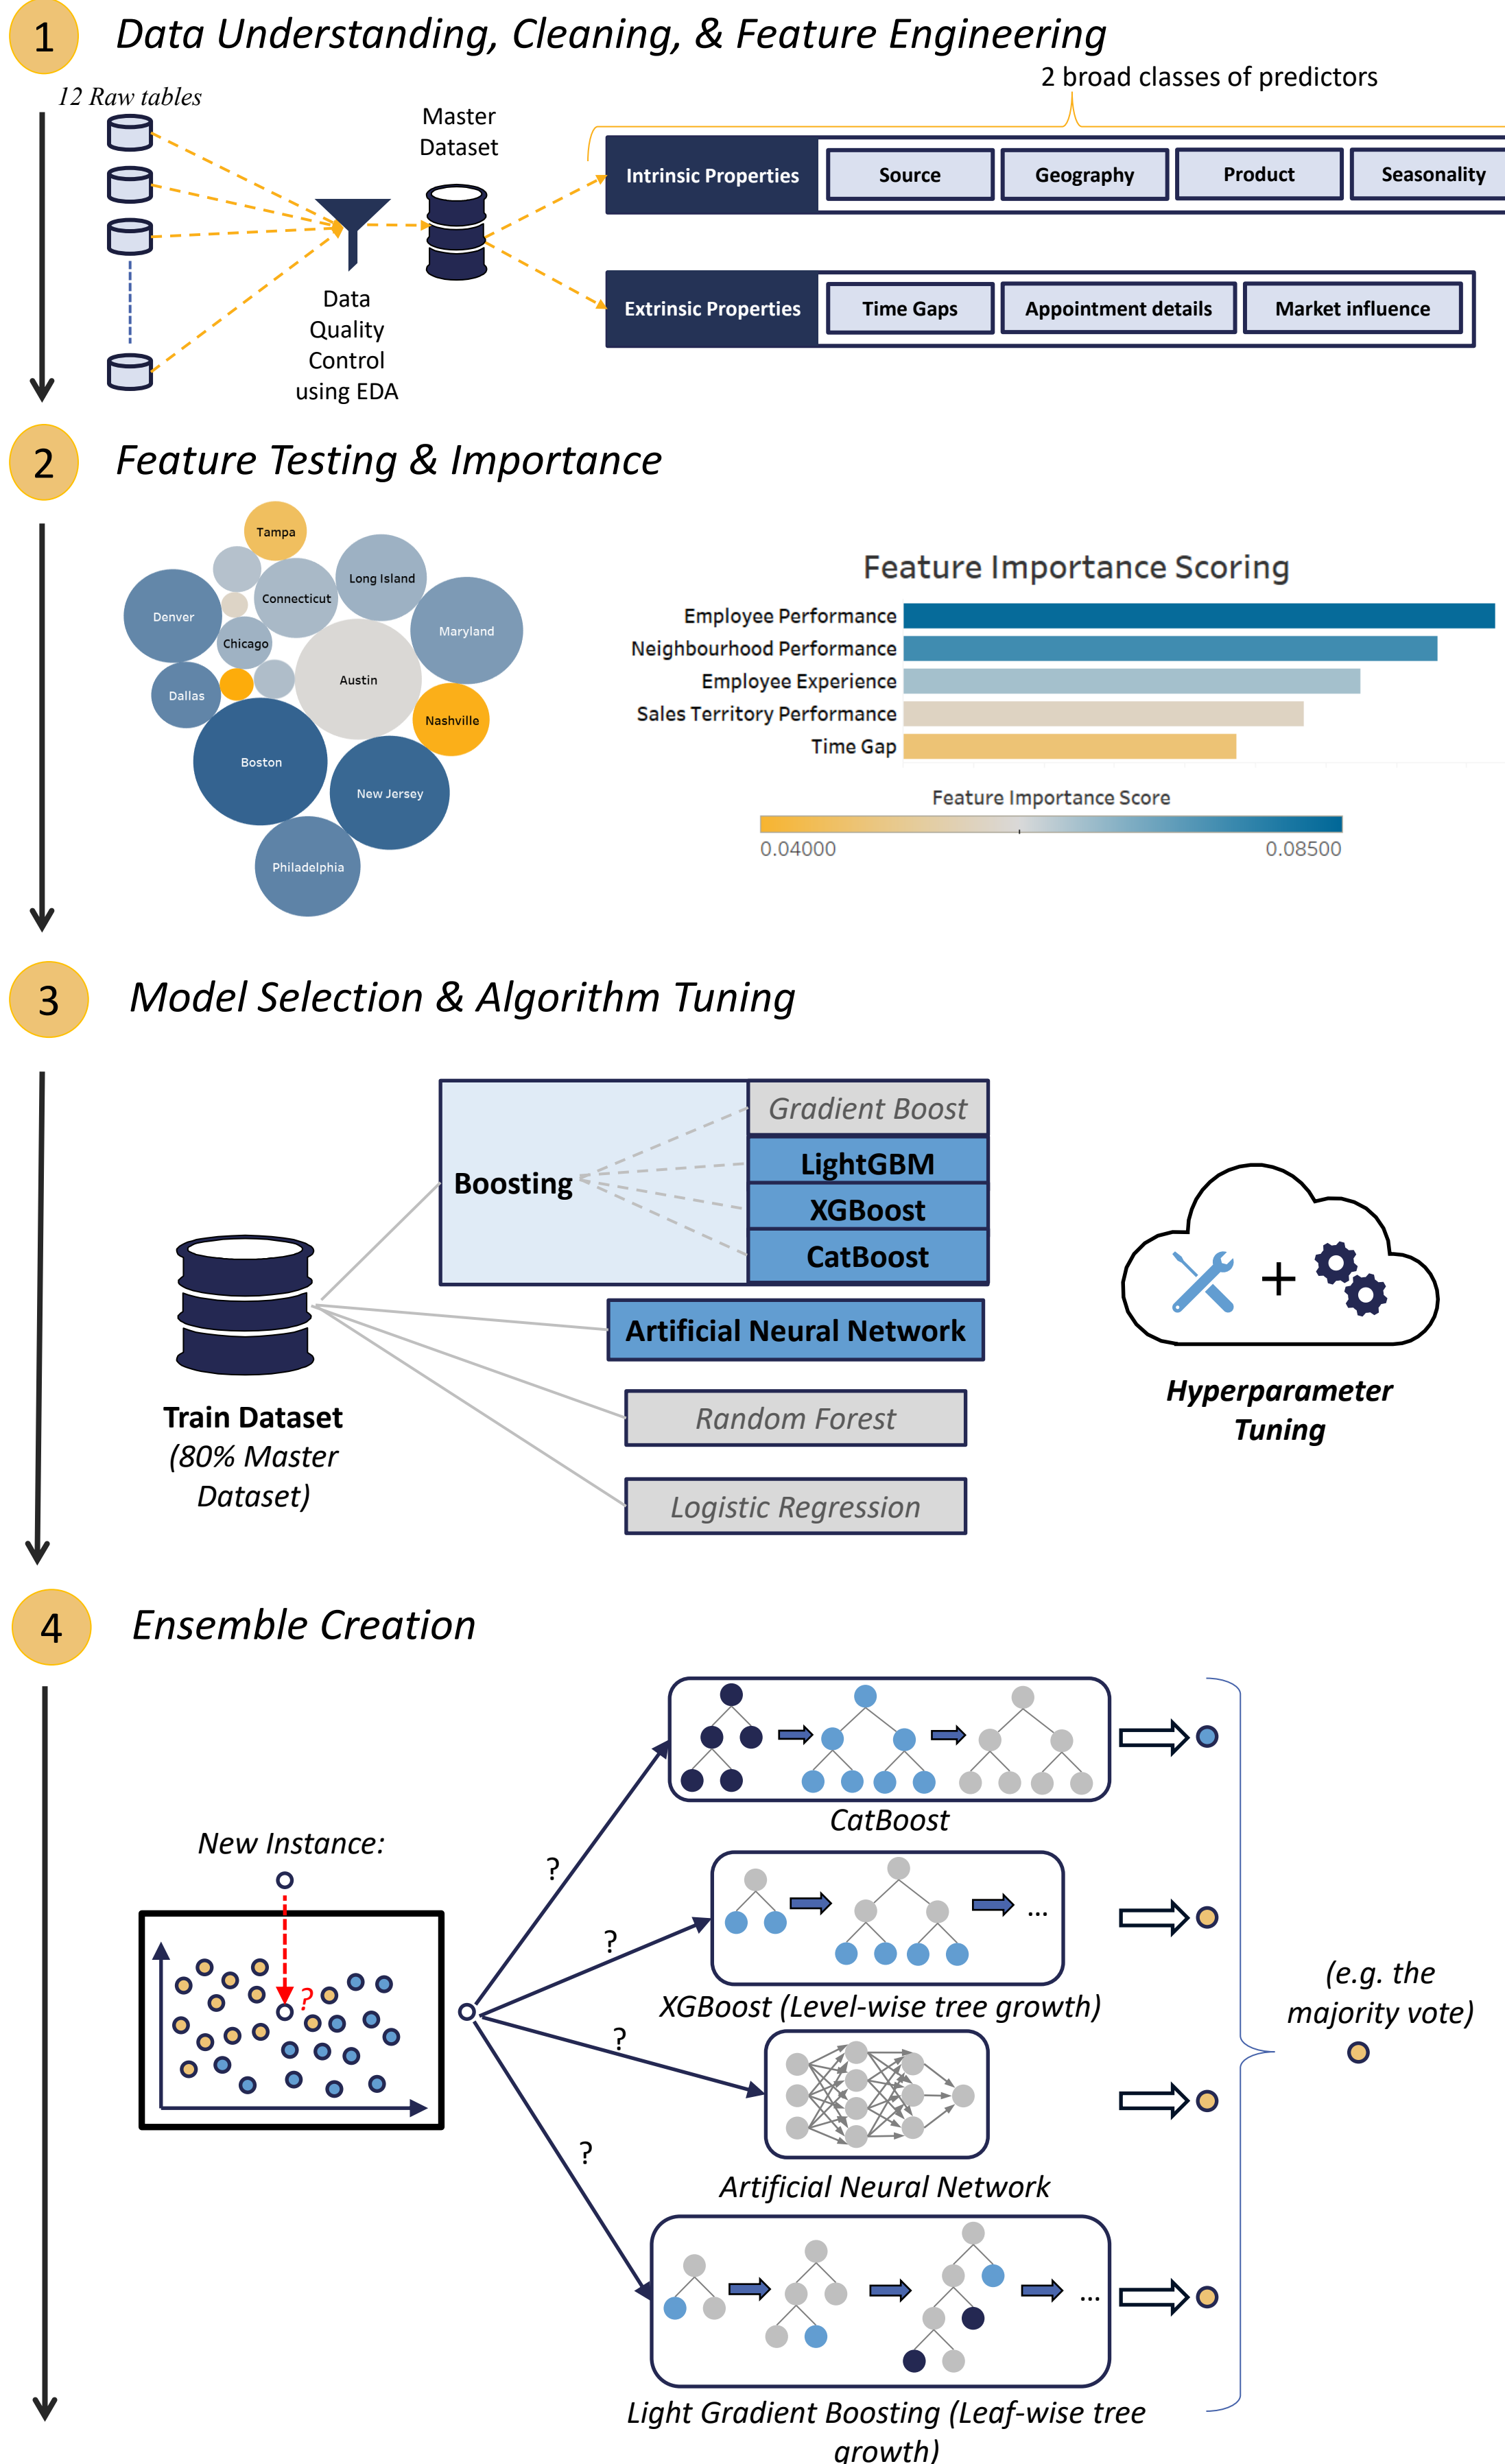 1
Data Understanding, Cleaning, & Feature Engineering
2 broad classes of predictors
12 Raw tables
Master
Dataset
Intrinsic Properties
Source
Geography
Product
Seasonality
Data
Quality
Control
using EDA
Extrinsic Properties
Time Gaps
Appointment details
Market influence
2
Feature Testing & Importance
Tampa
Long Island
Connecticut
Denver
Maryland
Chicago
Austin
Dallas
Nashville
Boston
New Jersey
Philadelphia
Feature Importance Scoring
Employee Performance
Neighbourhood Performance
Employee Experience
Sales Territory Performance
Time Gap
Feature Importance Score
0.04000
0.08500
3
Model Selection & Algorithm Tuning
Boosting
Gradient Boost
LightGBM
XGBoost
CatBoost
Artificial Neural Network
Random Forest
Logistic Regression
Train Dataset
(80% Master
Dataset)
+
Hyperparameter
Tuning
4
Ensemble Creation
New Instance:
?
?
?
?
?
CatBoost
...
XGBoost (Level-wise tree growth)
Artificial Neural Network
...
Light Gradient Boosting (Leaf-wise tree
growth)
(e.g. the
majority vote)